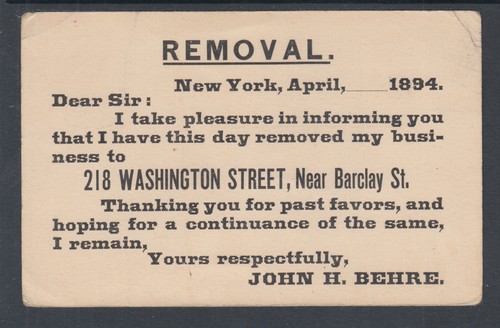 REMOVAL.
New York, April, ____ 1894.
Dear Sir:
I take pleasure in informing you
that I have this day removed my busi-
ness to
218 WASHINGTON STREET, Near Barclay St.
Thanking you for past favors, and
hoping for a continuance of the same,
I remain,
Yours respectfully,
JOHN H. BEHRE.